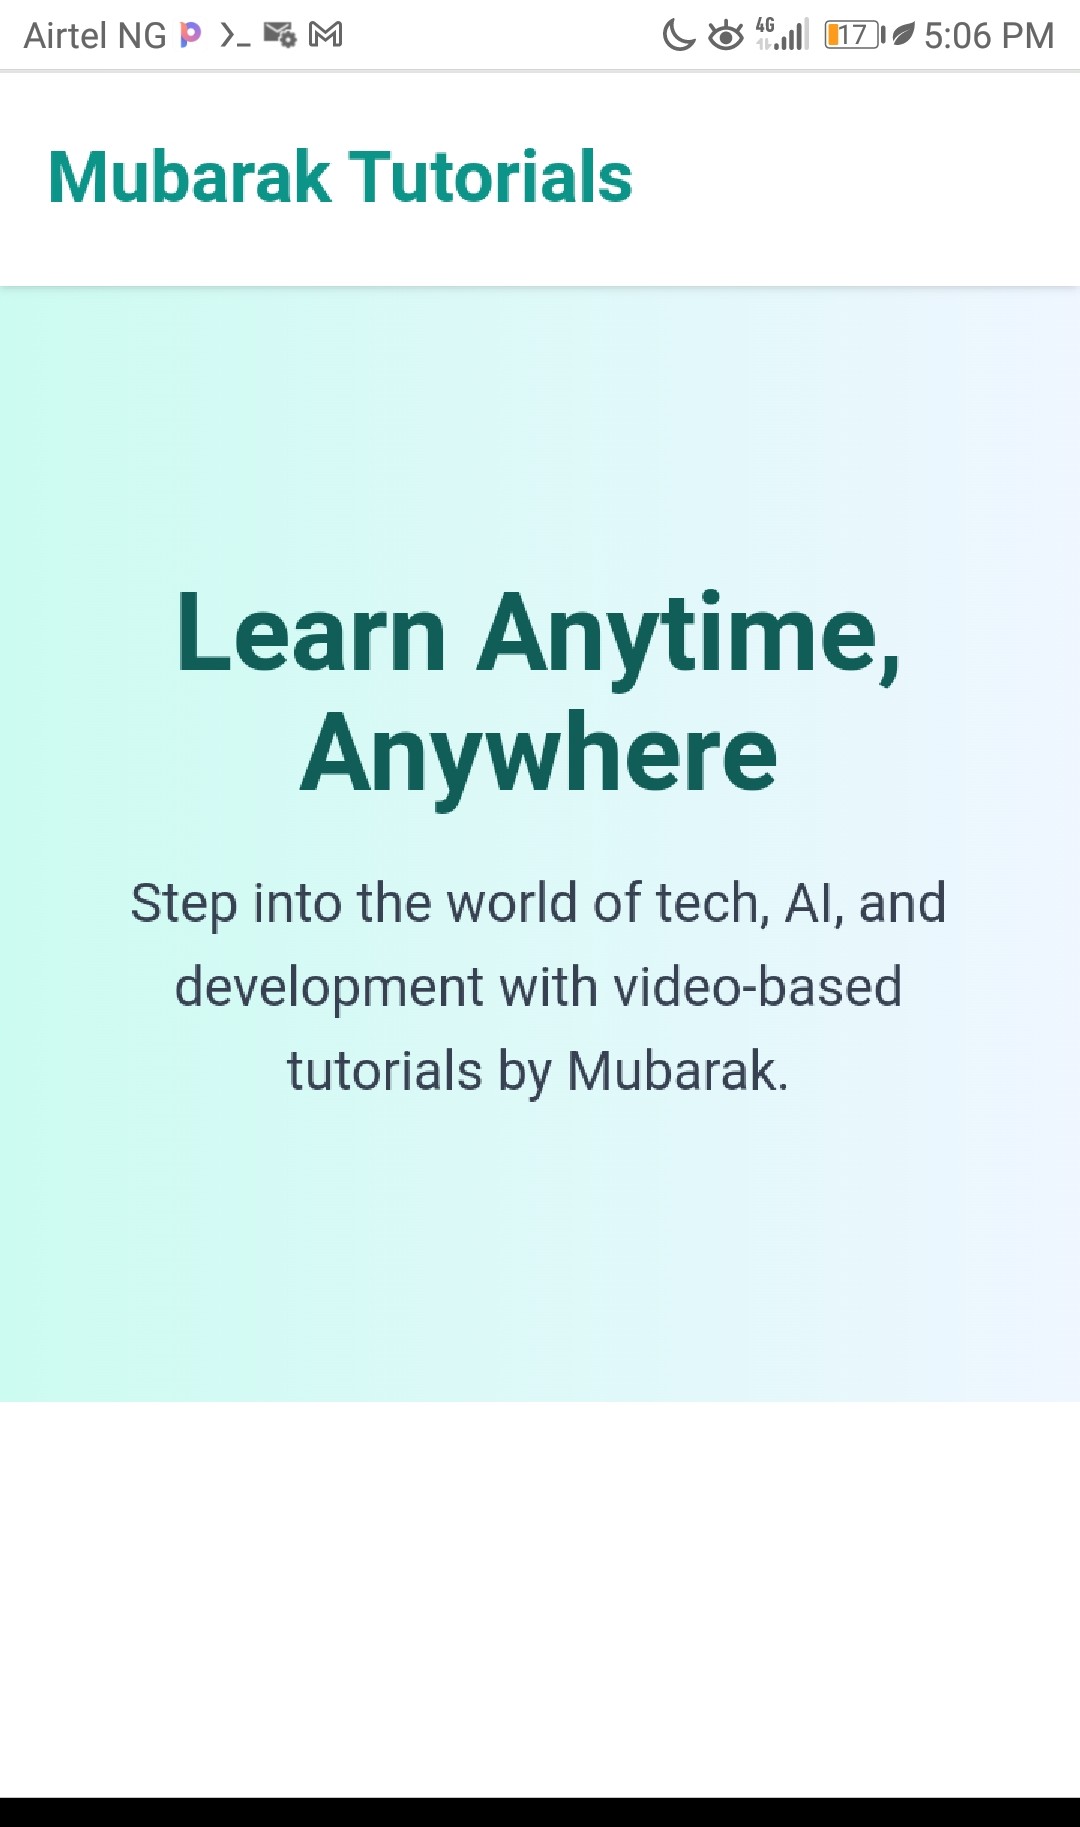 Airtel NG 4G 17 5:06 PM
Mubarak Tutorials
Learn Anytime,
Anywhere
Step into the world of tech, AI, and
development with video-based
tutorials by Mubarak.